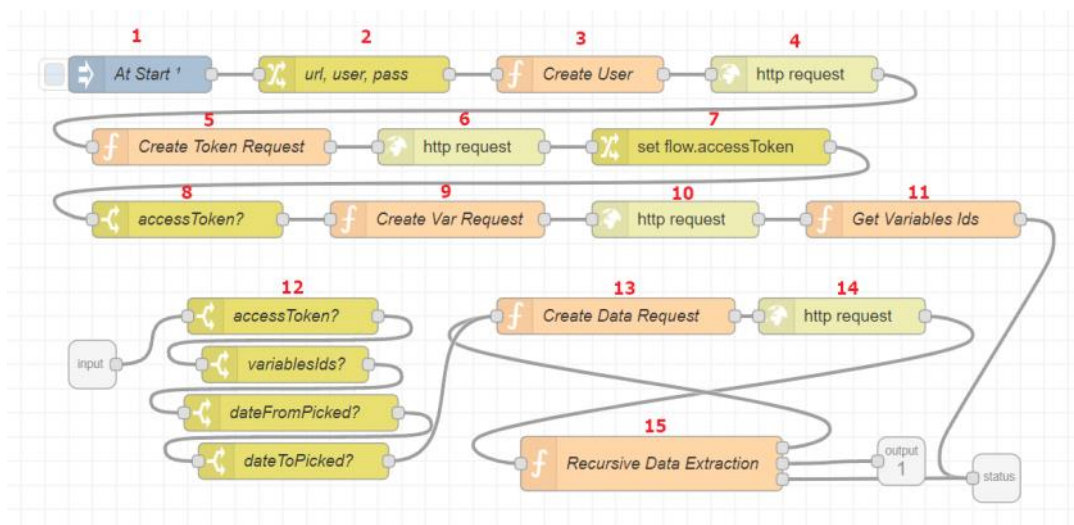 1 2 3 4
At Start ¹ url, user, pass Create User http request
5 6 7
Create Token Request http request set flow.accessToken
8 9 10 11
accessToken? Create Var Request http request Get Variables Ids
12 13 14
accessToken? Create Data Request http request
input variablesIds?
dateFromPicked?
15
dateToPicked? Recursive Data Extraction output
1
status